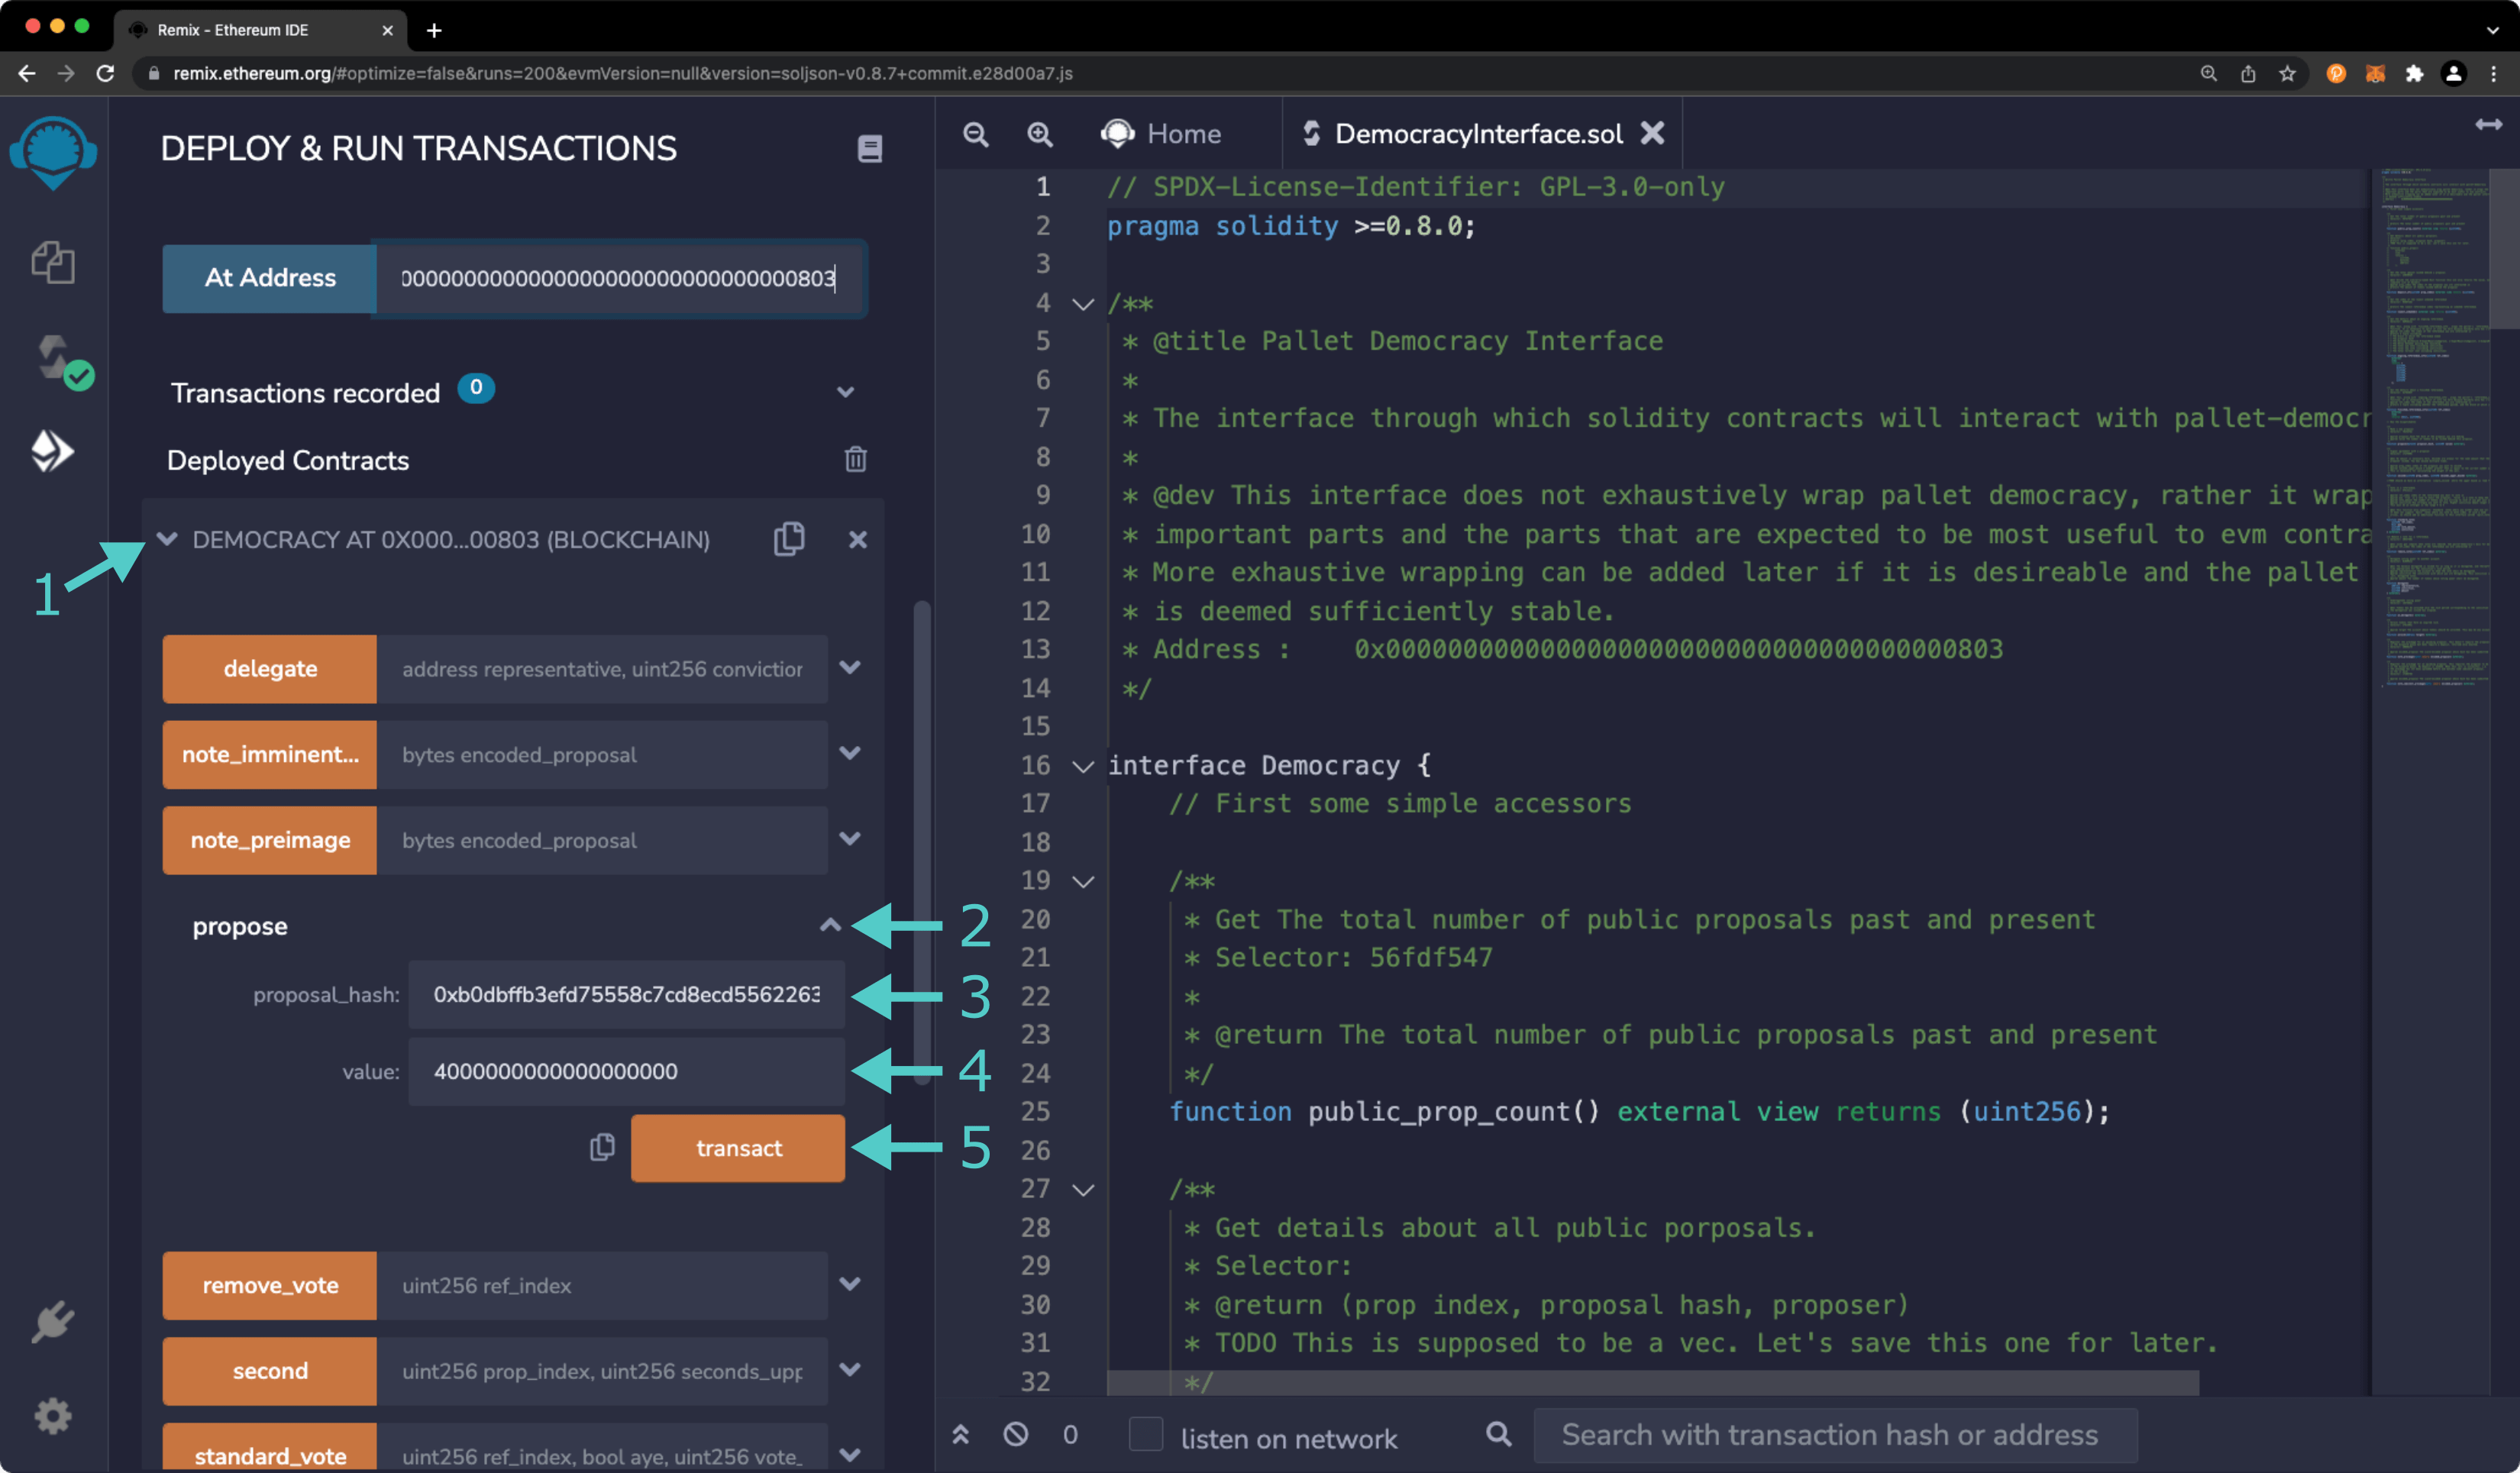 Remix - Ethereum IDE
remix.ethereum.org/#optimize=false&runs=200&evmVersion=null&version=soljson-v0.8.7+commit.e28d00a7.js
DEPLOY & RUN TRANSACTIONS
At Address
0000000000000000000000000000000803
Transactions recorded 0
Deployed Contracts
DEMOCRACY AT 0X000...00803 (BLOCKCHAIN)
1
delegate address representative, uint256 conviction
note_imminent... bytes encoded_proposal
note_preimage bytes encoded_proposal
propose
2
proposal_hash: 0xb0dbffb3efd75558c7cd8ecd5562263
3
value: 4000000000000000000
4
transact
5
remove_vote uint256 ref_index
second uint256 prop_index, uint256 seconds_upp
standard_vote uint256 ref_index, bool aye, uint256 vote_
Home
DemocracyInterface.sol
1 // SPDX-License-Identifier: GPL-3.0-only
2 pragma solidity >=0.8.0;
3
4 /**
5 * @title Pallet Democracy Interface
6 *
7 * The interface through which solidity contracts will interact with pallet-democr
8 *
9 * @dev This interface does not exhaustively wrap pallet democracy, rather it wrap
10 * important parts and the parts that are expected to be most useful to evm contra
11 * More exhaustive wrapping can be added later if it is desireable and the pallet
12 * is deemed sufficiently stable.
13 * Address :    0x0000000000000000000000000000000000000803
14 */
15
16 interface Democracy {
17 // First some simple accessors
18
19 /**
20 * Get The total number of public proposals past and present
21 * Selector: 56fdf547
22 *
23 * @return The total number of public proposals past and present
24 */
25 function public_prop_count() external view returns (uint256);
26
27 /**
28 * Get details about all public porposals.
29 * Selector:
30 * @return (prop index, proposal hash, proposer)
31 * TODO This is supposed to be a vec. Let's save this one for later.
32 */
0
listen on network
Search with transaction hash or address